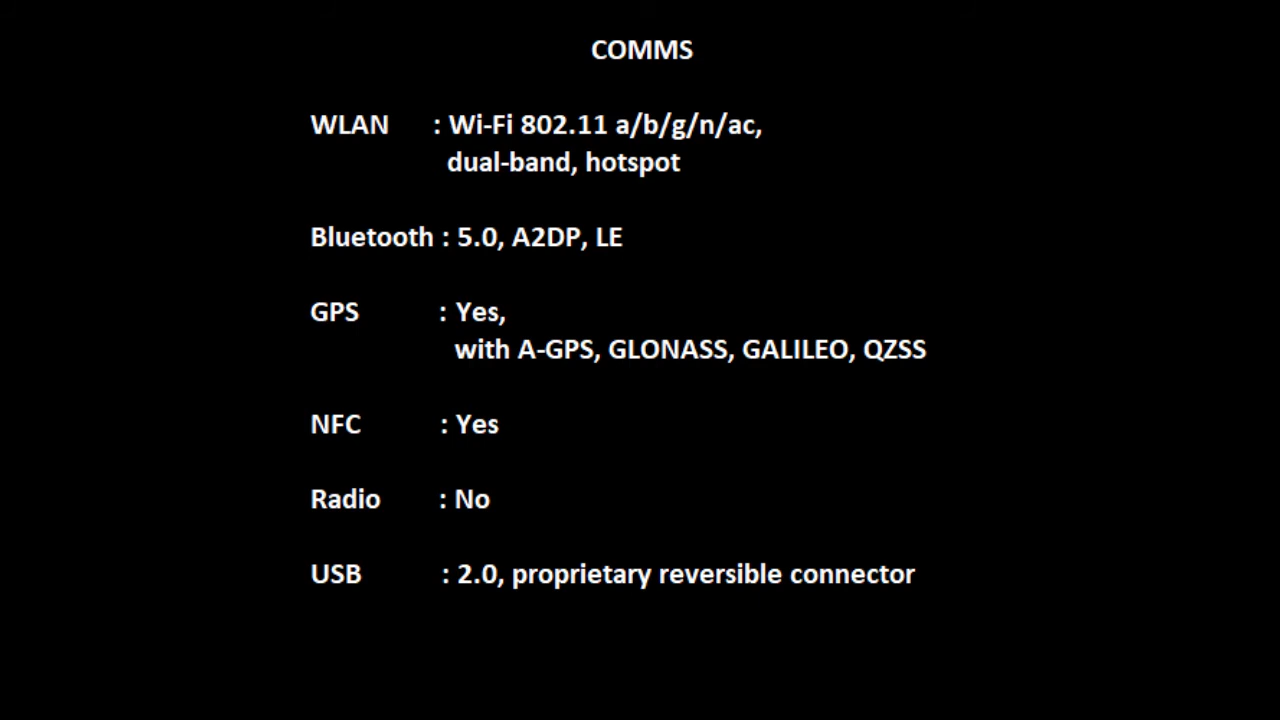 COMMS
WLAN : Wi-Fi 802.11 a/b/g/n/ac,
dual-band, hotspot
Bluetooth : 5.0, A2DP, LE
GPS : Yes,
with A-GPS, GLONASS, GALILEO, QZSS
NFC : Yes
Radio : No
USB : 2.0, proprietary reversible connector